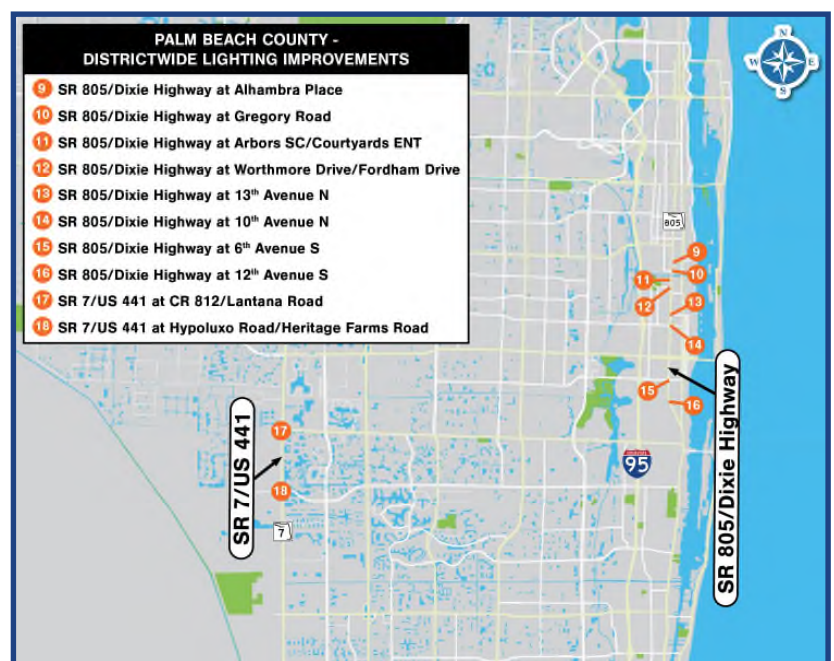 PALM BEACH COUNTY -
DISTRICTWIDE LIGHTING IMPROVEMENTS
9 SR 805/Dixie Highway at Alhambra Place
10 SR 805/Dixie Highway at Gregory Road
11 SR 805/Dixie Highway at Arbors SC/Courtyards ENT
12 SR 805/Dixie Highway at Worthmore Drive/Fordham Drive
13 SR 805/Dixie Highway at 13th Avenue N
14 SR 805/Dixie Highway at 10th Avenue N
15 SR 805/Dixie Highway at 6th Avenue S
16 SR 805/Dixie Highway at 12th Avenue S
17 SR 7/US 441 at CR 812/Lantana Road
18 SR 7/US 441 at Hypoluxo Road/Heritage Farms Road
N
W E
S
805
9
10
11
12
13
14
15
16
SR 805/Dixie Highway
95
17
SR 7/US 441
18
7